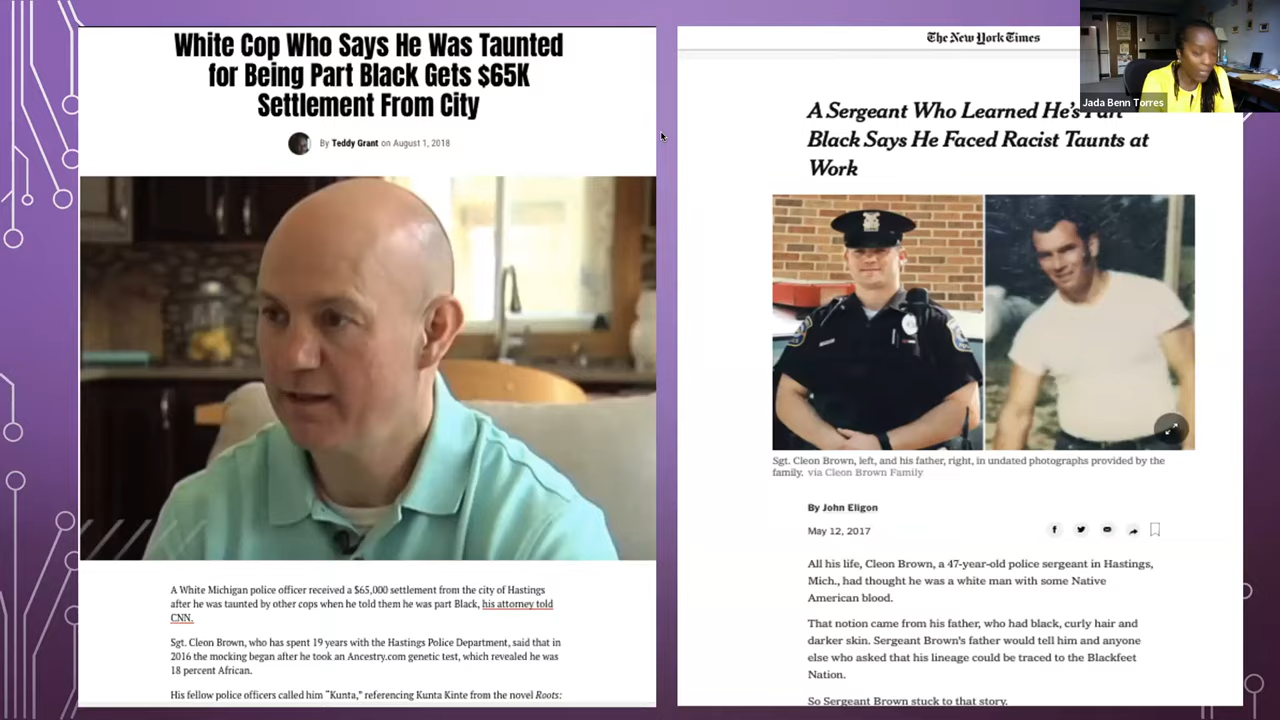 White Cop Who Says He Was Taunted
for Being Part Black Gets $65K
Settlement From City
By Teddy Grant on August 1, 2018
A White Michigan police officer received a $65,000 settlement from the city of Hastings
after he was taunted by other cops when he told them he was part Black, his attorney told
CNN.
Sgt. Cleon Brown, who has spent 19 years with the Hastings Police Department, said that in
2016 the mocking began after he took an Ancestry.com genetic test, which revealed he was
18 percent African.
His fellow police officers called him "Kunta," referencing Kunta Kinte from the novel Roots:
The New York Times
A Sergeant Who Learned He's Part
Black Says He Faced Racist Taunts at
Work
Sgt. Cleon Brown, left, and his father, right, in undated photographs provided by the
family. via Cleon Brown Family
By John Eligon
May 12, 2017
All his life, Cleon Brown, a 47-year-old police sergeant in Hastings,
Mich., had thought he was a white man with some Native
American blood.
That notion came from his father, who had black, curly hair and
darker skin. Sergeant Brown's father would tell him and anyone
else who asked that his lineage could be traced to the Blackfeet
Nation.
So Sergeant Brown stuck to that story.
Jada Benn Torres